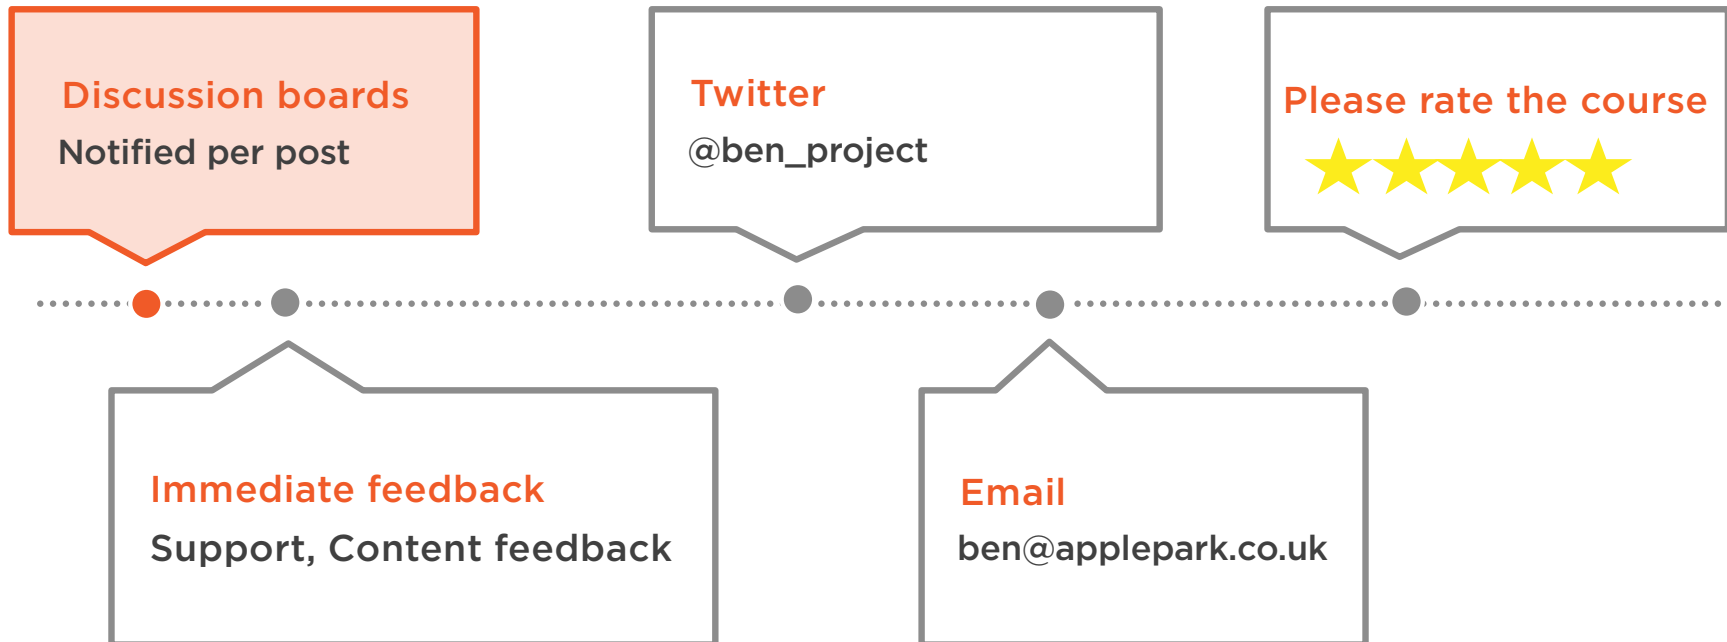 Discussion boards
Notified per post
Twitter
@ben_project
Please rate the course
Immediate feedback
Support, Content feedback
Email
ben@applepark.co.uk